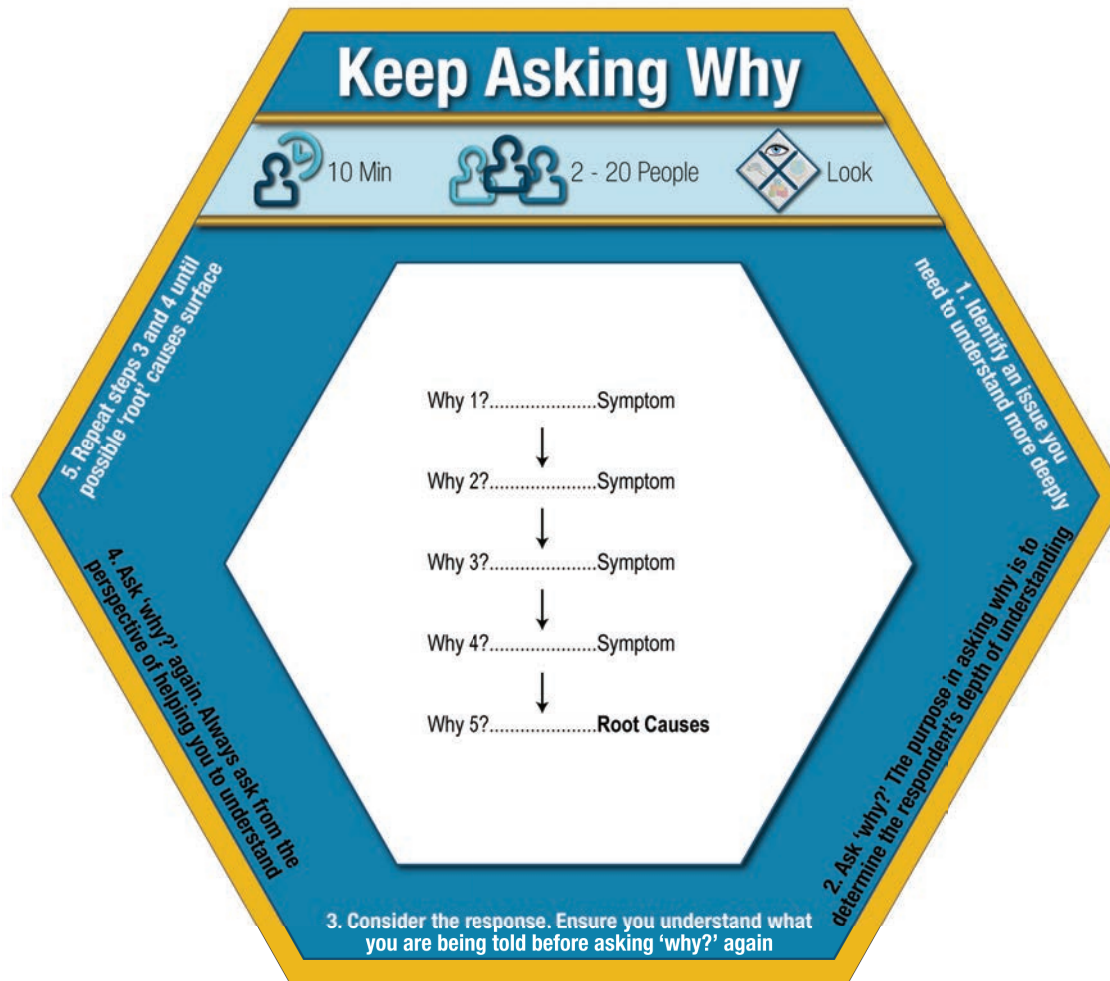 Keep Asking Why
10 Min
2 - 20 People
Look
1. Identify an issue you
need to understand more deeply
2. Ask ‘why?’ The purpose in asking why is to
determine the respondent’s depth of understanding
3. Consider the response. Ensure you understand what
you are being told before asking ‘why?’ again
4. Ask ‘why?’ again. Always ask from the
perspective of helping you to understand
5. Repeat steps 3 and 4 until
possible ‘root’ causes surface
Why 1?......................Symptom
Why 2?......................Symptom
Why 3?......................Symptom
Why 4?......................Symptom
Why 5?......................Root Causes